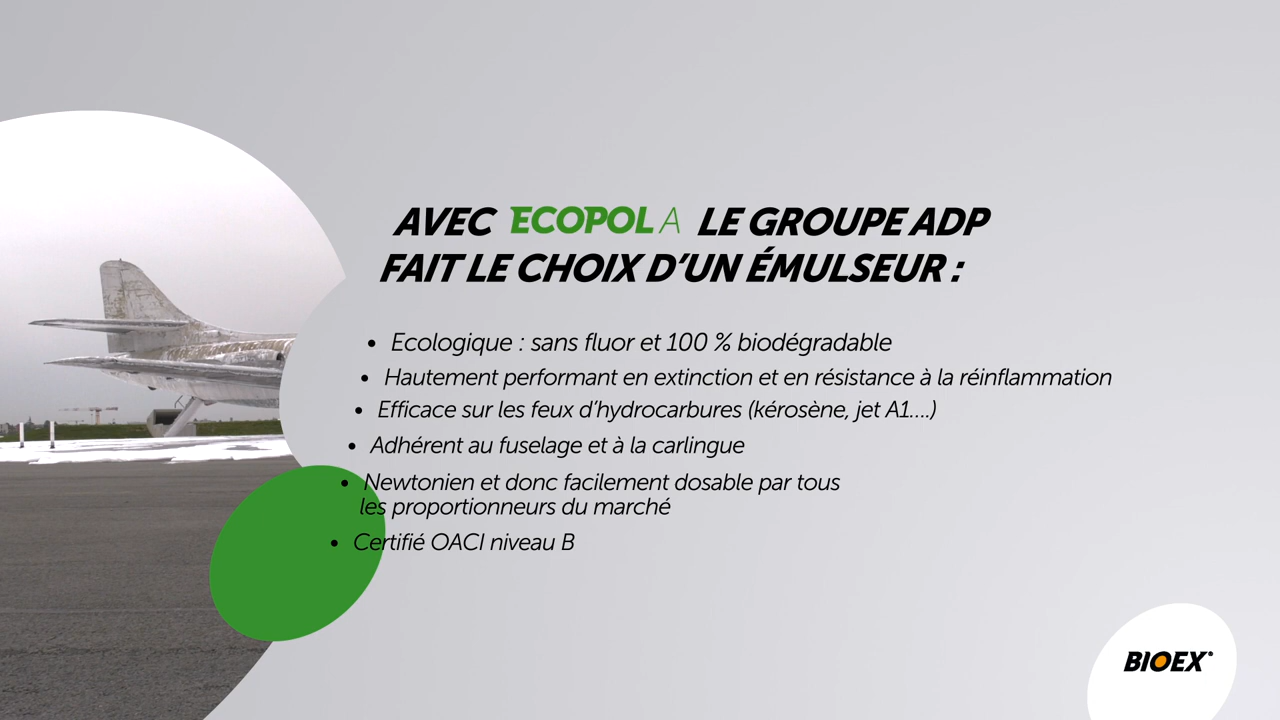 AVEC ECOPOL A LE GROUPE ADP
FAIT LE CHOIX D'UN ÉMULSEUR :
• Ecologique : sans fluor et 100 % biodégradable
• Hautement performant en extinction et en résistance à la réinflammation
• Efficace sur les feux d'hydrocarbures (kérosène, jet A1....)
• Adhérent au fuselage et à la carlingue
• Newtonien et donc facilement dosable par tous
les proportionneurs du marché
• Certifié OACI niveau B
BIOEX